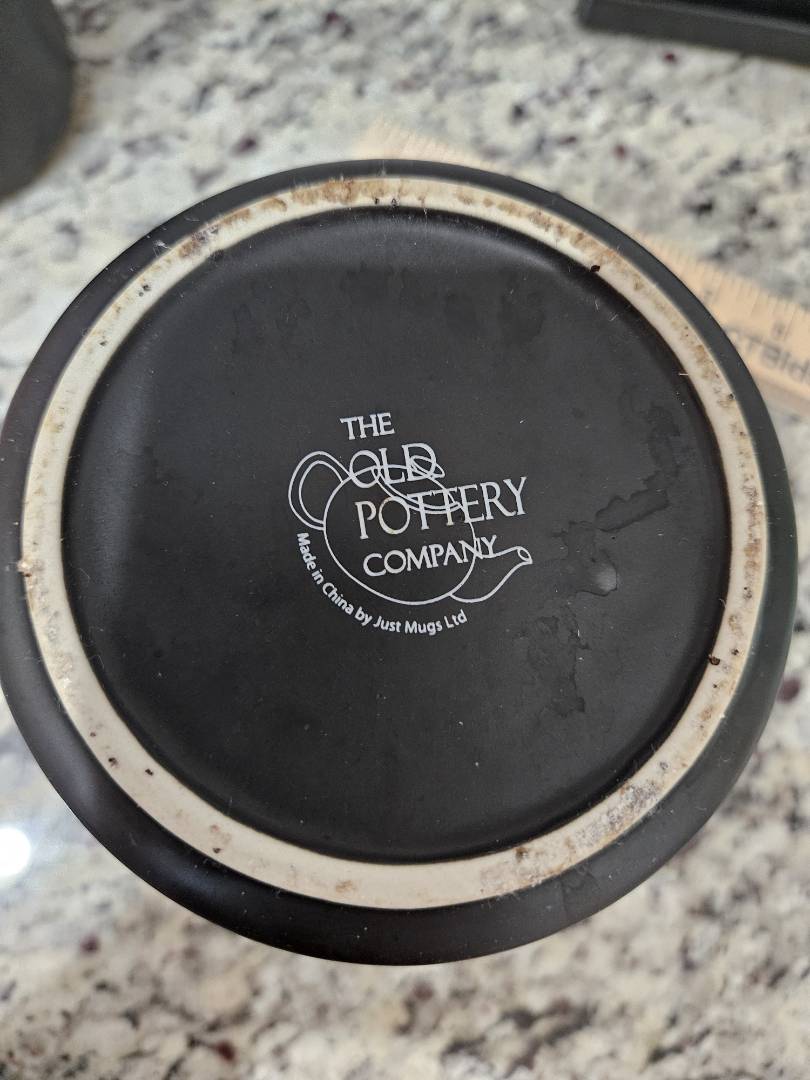 THE
OLD
POTTERY
COMPANY
Made in China by Just Mugs Ltd